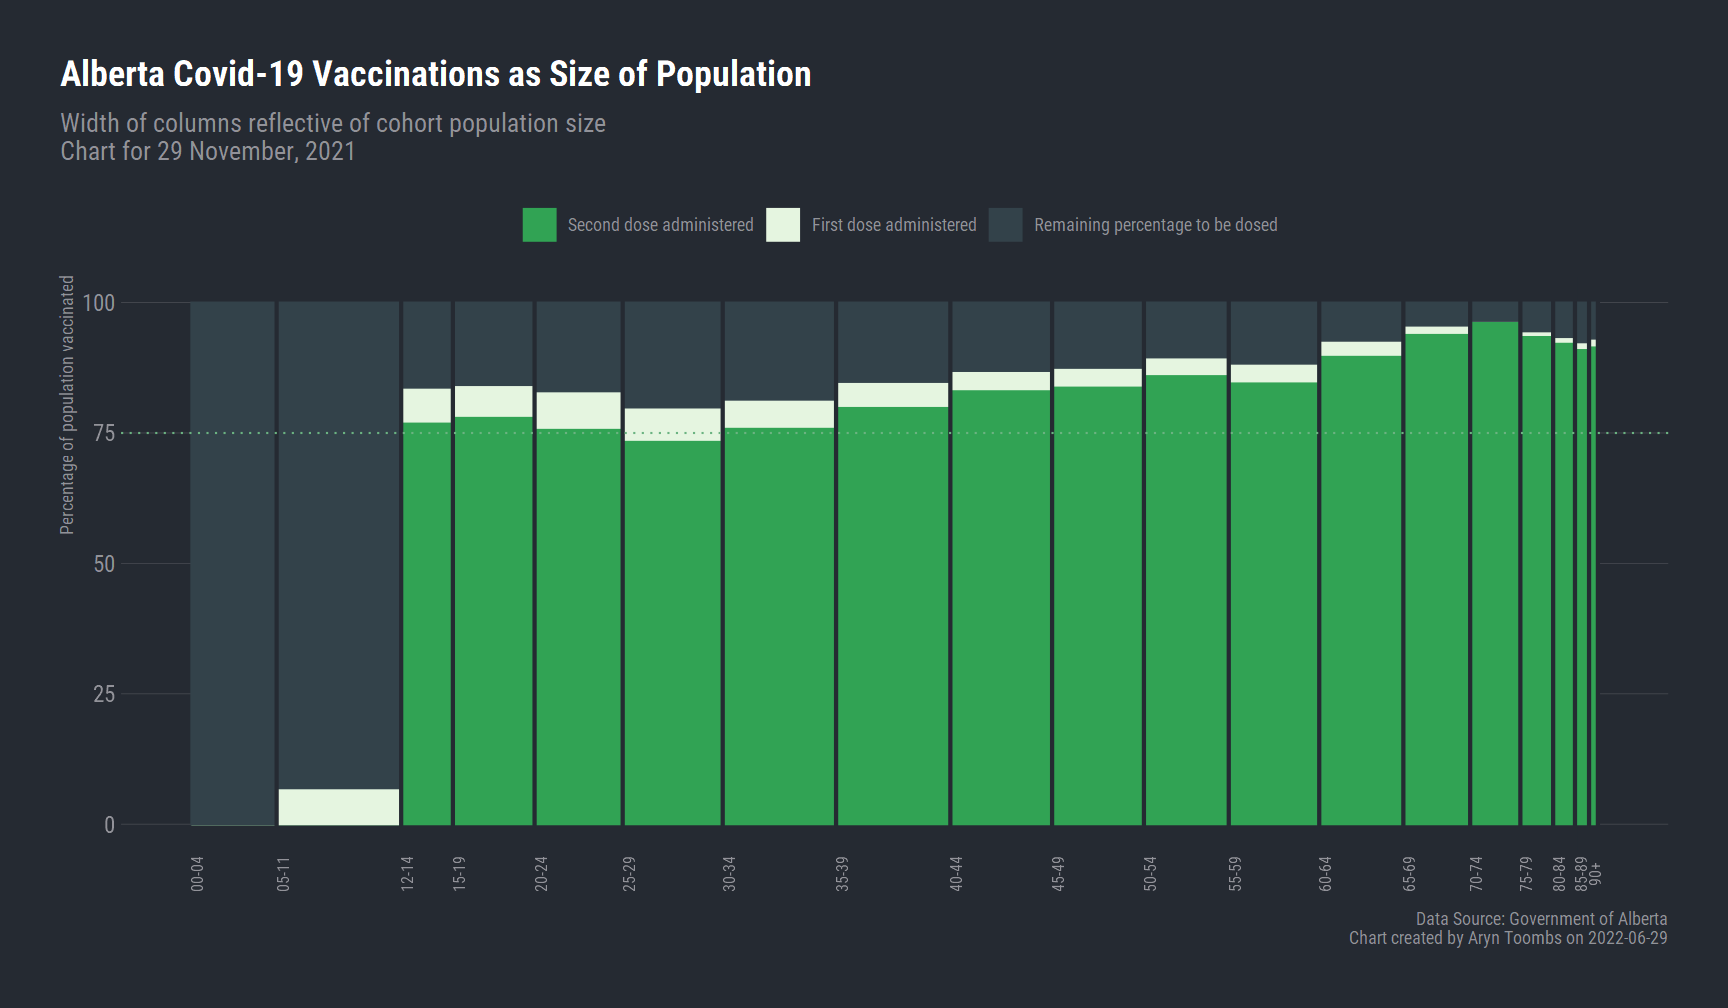 Alberta Covid-19 Vaccinations as Size of Population
Width of columns reflective of cohort population size
Chart for 29 November, 2021
Second dose administered
First dose administered
Remaining percentage to be dosed
Percentage of population vaccinated
100
75
50
25
0
00-04
05-11
12-14
15-19
20-24
25-29
30-34
35-39
40-44
45-49
50-54
55-59
60-64
65-69
70-74
75-79
80-84
85-89
90+
Data Source: Government of Alberta
Chart created by Aryn Toombs on 2022-06-29